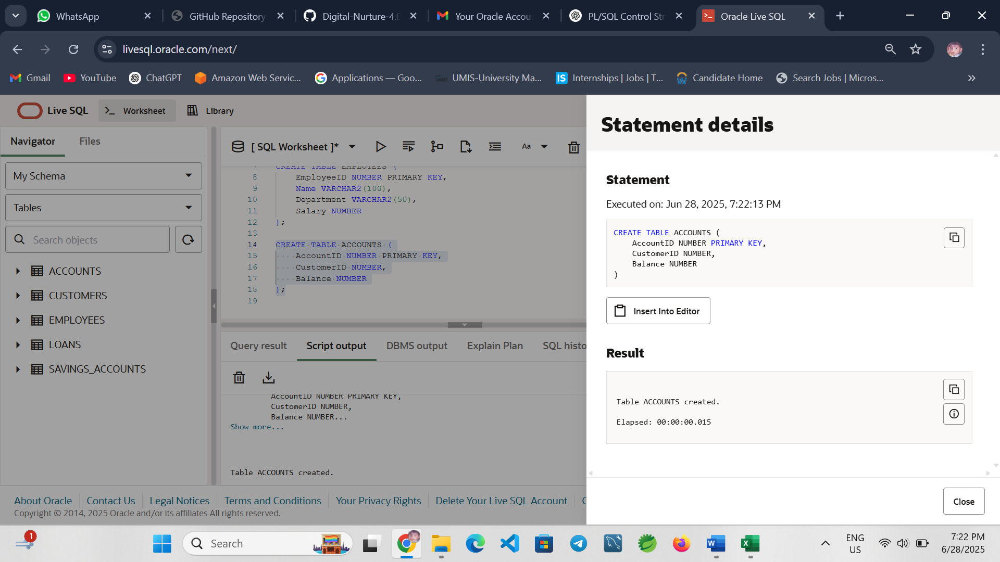 WhatsApp
GitHub Repository
Digital-Nurture-4.0
Your Oracle Accou
PL/SQL Control Str
Oracle Live SQL
livesql.oracle.com/next/
Gmail
YouTube
ChatGPT
Amazon Web Servic...
Applications — Goo...
UMIS-University Ma...
IS
Internships | Jobs | T...
Candidate Home
Search Jobs | Micros...
Live SQL
Worksheet
Library
Navigator
Files
My Schema
Tables
Search objects
ACCOUNTS
CUSTOMERS
EMPLOYEES
LOANS
SAVINGS_ACCOUNTS
[ SQL Worksheet ]*
Aa
7 CREATE TABLE EMPLOYEES (
8 EmployeeID NUMBER PRIMARY KEY,
9 Name VARCHAR2(100),
10 Department VARCHAR2(50),
11 Salary NUMBER
12 );
13
14 CREATE TABLE ACCOUNTS (
15 AccountID NUMBER PRIMARY KEY,
16 CustomerID NUMBER,
17 Balance NUMBER
18 );
19
Query result
Script output
DBMS output
Explain Plan
SQL histo
AccountID NUMBER PRIMARY KEY,
CustomerID NUMBER,
Balance NUMBER...
Show more...
Table ACCOUNTS created.
Statement details
Statement
Executed on: Jun 28, 2025, 7:22:13 PM
CREATE TABLE ACCOUNTS (
AccountID NUMBER PRIMARY KEY,
CustomerID NUMBER,
Balance NUMBER
)
Insert Into Editor
Result
Table ACCOUNTS created.
Elapsed: 00:00:00.015
Close
About Oracle
Contact Us
Legal Notices
Terms and Conditions
Your Privacy Rights
Delete Your Live SQL Account
Copyright © 2014, 2025 Oracle and/or its affiliates All rights reserved.
1
Search
ENG
US
7:22 PM
6/28/2025